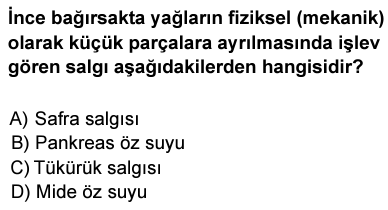 İnce bağırsakta yağların fiziksel (mekanik)
olarak küçük parçalara ayrılmasında işlev
gören salgı aşağıdakilerden hangisidir?
A) Safra salgısı
B) Pankreas öz suyu
C) Tükürük salgısı
D) Mide öz suyu